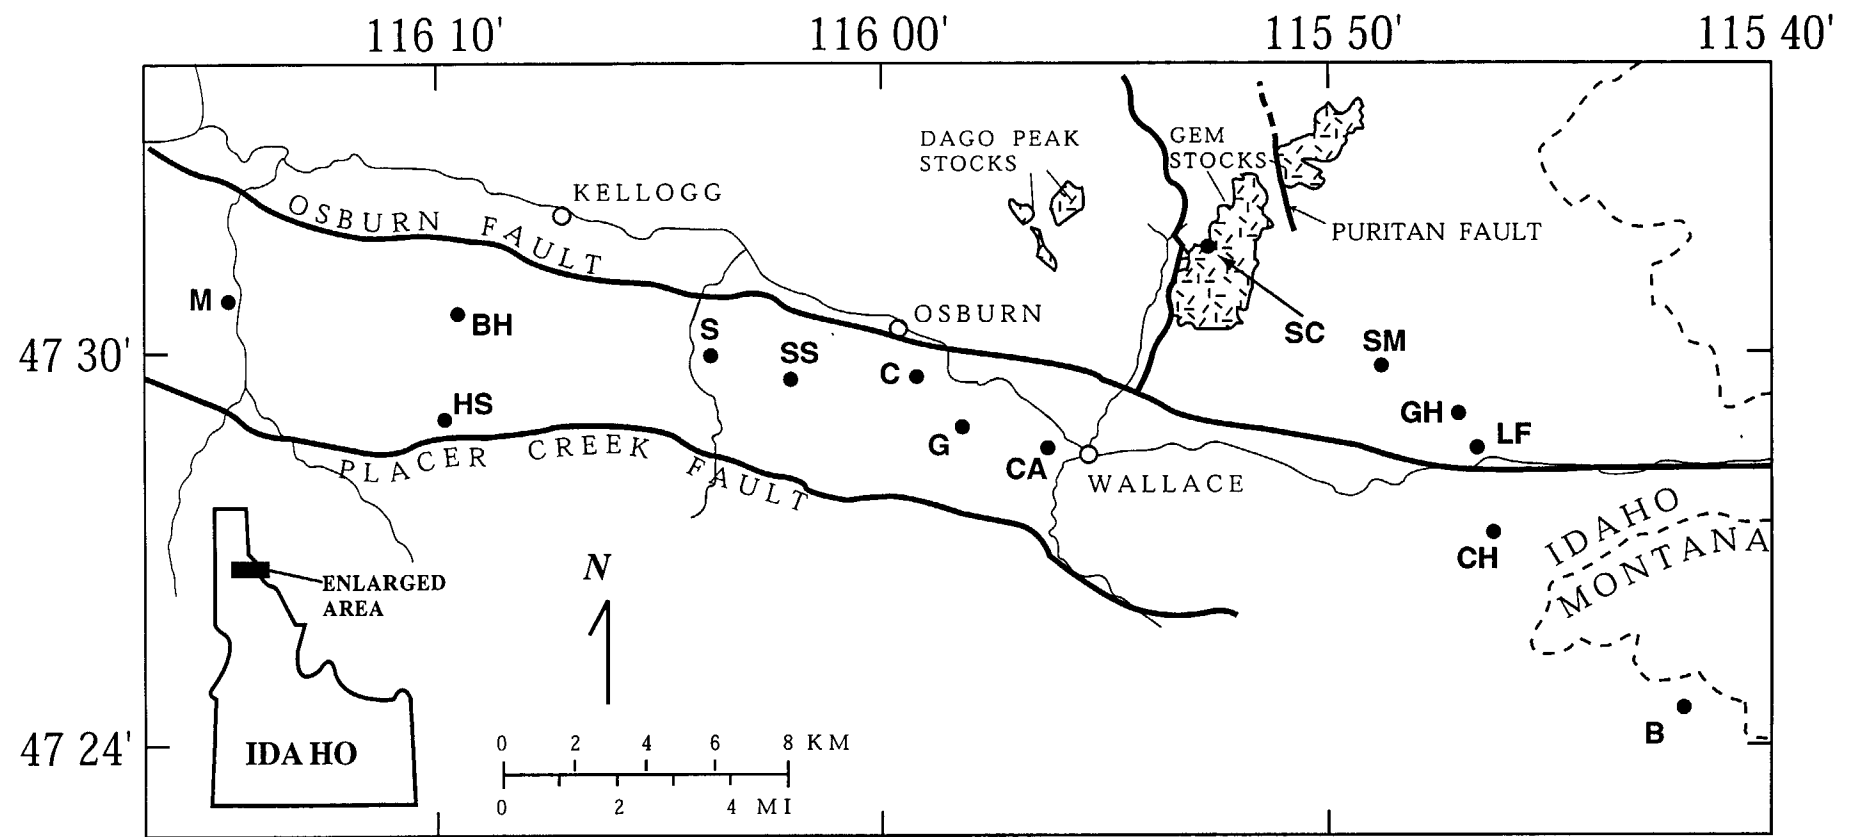 116 10'
116 00'
115 50'
115 40'
DAGO PEAK
STOCKS
GEM
STOCKS
KELLOGG
OSBURN FAULT
PURITAN FAULT
M
BH
OSBURN
S
SC
SM
47 30'
SS
C
HS
GH
LF
G
CA
PLACER CREEK FAULT
WALLACE
IDAHO
MONTANA
CH
N
ENLARGED
AREA
B
47 24'
IDAHO
0 2 4 6 8 KM
0 2 4 MI